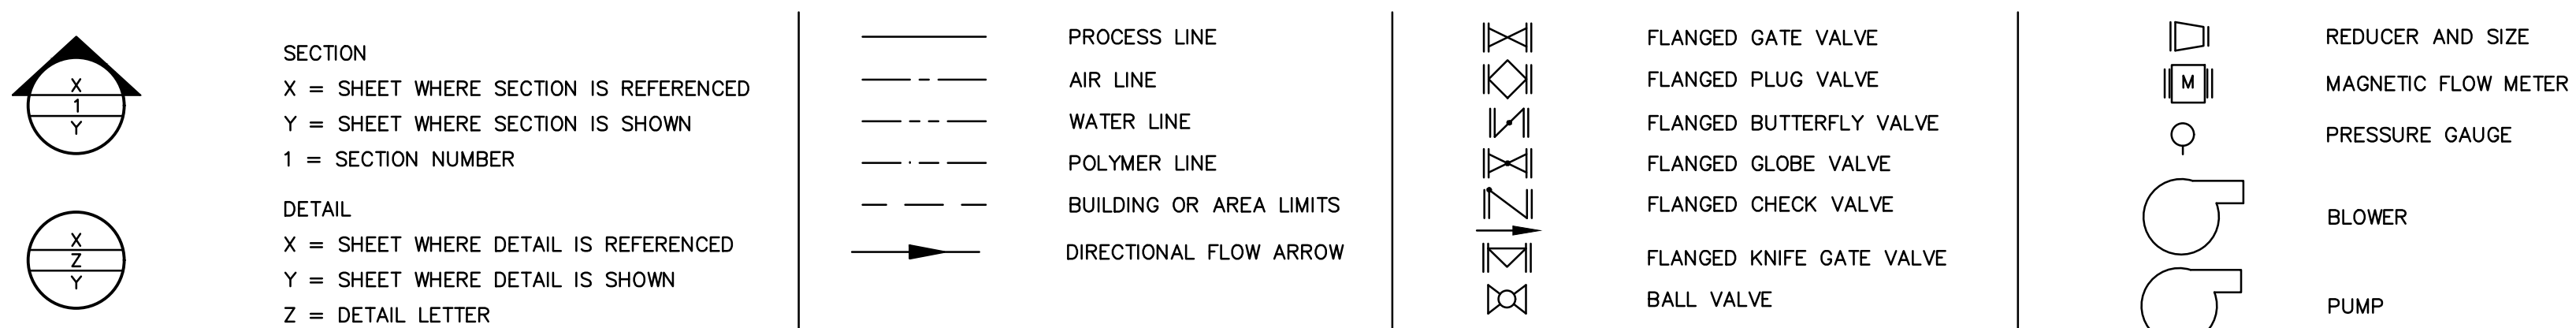 X
1
Y
SECTION
X = SHEET WHERE SECTION IS REFERENCED
Y = SHEET WHERE SECTION IS SHOWN
1 = SECTION NUMBER
X
Z
Y
DETAIL
X = SHEET WHERE DETAIL IS REFERENCED
Y = SHEET WHERE DETAIL IS SHOWN
Z = DETAIL LETTER
PROCESS LINE
AIR LINE
WATER LINE
POLYMER LINE
BUILDING OR AREA LIMITS
DIRECTIONAL FLOW ARROW
FLANGED GATE VALVE
FLANGED PLUG VALVE
FLANGED BUTTERFLY VALVE
FLANGED GLOBE VALVE
FLANGED CHECK VALVE
FLANGED KNIFE GATE VALVE
BALL VALVE
REDUCER AND SIZE
M MAGNETIC FLOW METER
PRESSURE GAUGE
BLOWER
PUMP